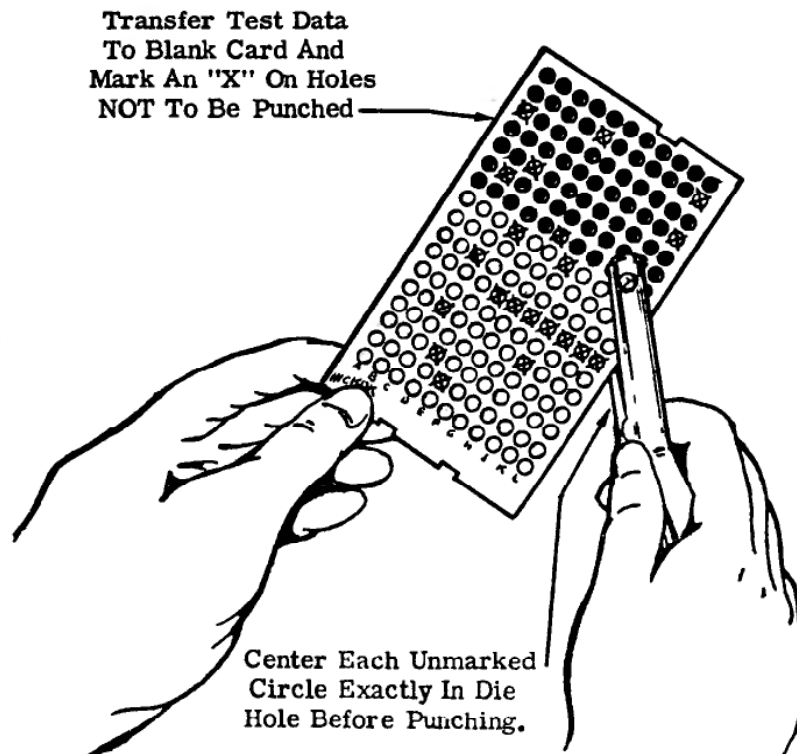 Transfer Test Data
To Blank Card And
Mark An "X" On Holes
NOT To Be Punched
A B C D E F G H J K L
Center Each Unmarked
Circle Exactly In Die
Hole Before Punching.